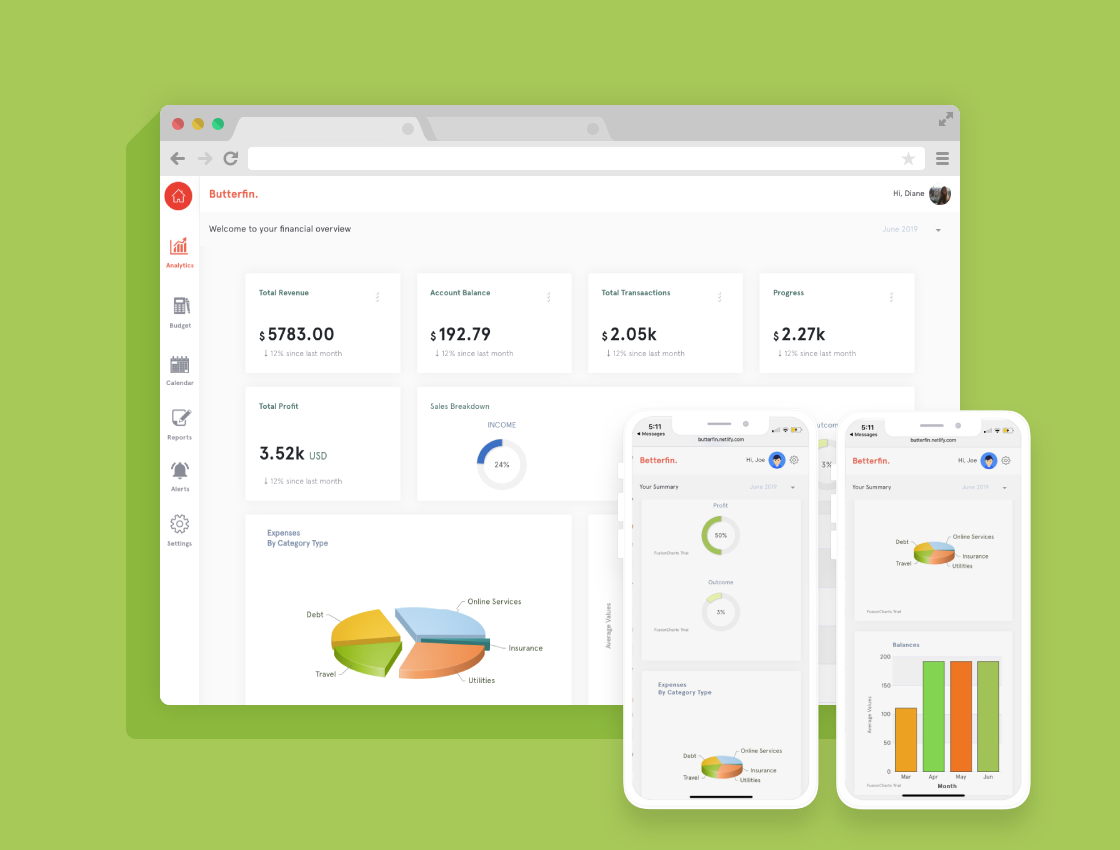 Butterfin.
Hi, Diane
Welcome to your financial overview
June 2019
Analytics
Budget
Calendar
Reports
Alerts
Settings
Total Revenue
$ 5783.00
↓ 12% since last month
Account Balance
$ 192.79
↓ 12% since last month
Total Transaactions
$ 2.05k
↓ 12% since last month
Progress
$ 2.27k
↓ 12% since last month
Total Profit
3.52k USD
↓ 12% since last month
Sales Breakdown
INCOME
24%
utcom
3%
Expenses
By Category Type
Debt
Online Services
Insurance
Travel
Utilities
Average Values
5:11
◀ Messages
butterfin.netlify.com
Betterfin.
Hi, Joe
Your Summary
June 2019
Profit
50%
FusionCharts Trial
Outcome
3%
FusionCharts Trial
Expenses
By Category Type
Debt
Online Services
Insurance
Travel
Utilities
5:11
◀ Messages
butterfin.netlify.com
Betterfin.
Hi, Joe
Your Summary
June 2019
Debt
Online Services
Insurance
Travel
Utilities
FusionCharts Trial
Balances
200
150
100
50
0
Average Values
Mar
Apr
May
Jun
Month
FusionCharts Trial